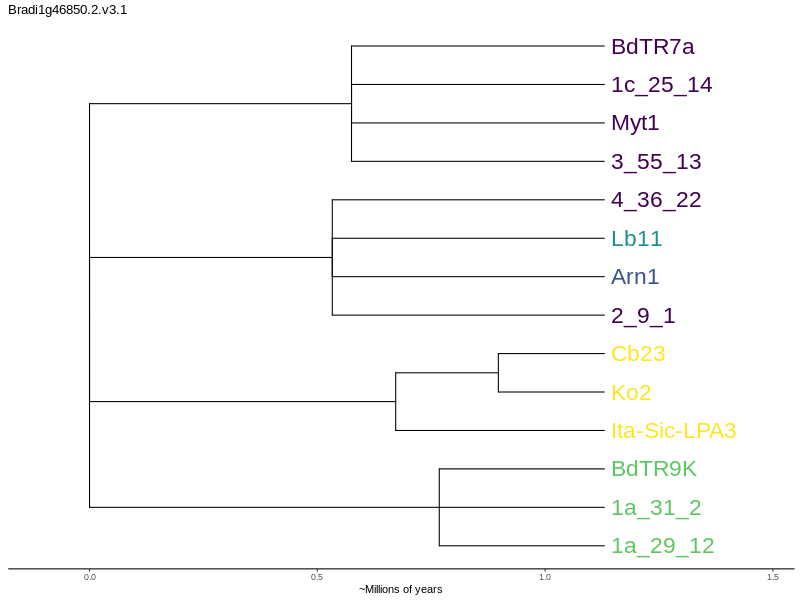 Bradi1g46850.2.v3.1
BdTR7a
1c_25_14
Myt1
3_55_13
4_36_22
Lb11
Arn1
2_9_1
Cb23
Ko2
Ita-Sic-LPA3
BdTR9K
1a_31_2
1a_29_12
0.0 0.5 1.0 1.5
~Millions of years